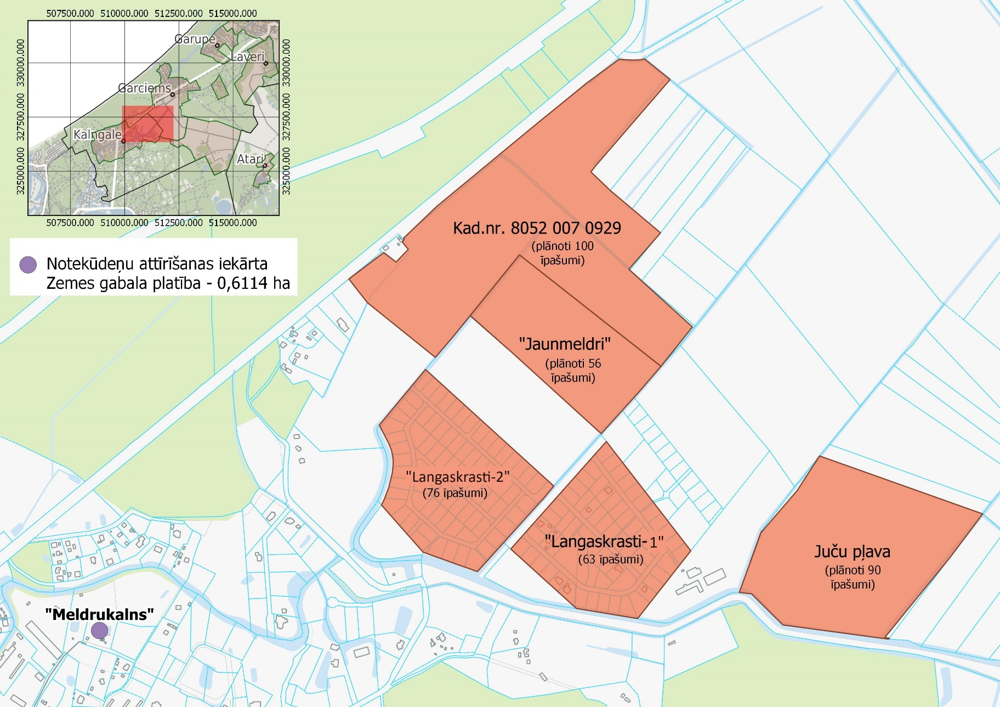 507500.000 510000.000 512500.000 515000.000
330000.000
327500.000
325000.000
330000.000
327500.000
325000.000
Garupe
Laveri
Garciems
Kalngale
Atari
507500.000 510000.000 512500.000 515000.000
Notekūdeņu attīrīšanas iekārta
Zemes gabala platība - 0,6114 ha
Kad.nr. 8052 007 0929
(plānoti 100
īpašumi)
"Jaunmeldri"
(plānoti 56
īpašumi)
"Langaskrasti-2"
(76 īpašumi)
"Langaskrasti-1"
(63 īpašumi)
Juču pļava
(plānoti 90
īpašumi)
"Meldrukalns"